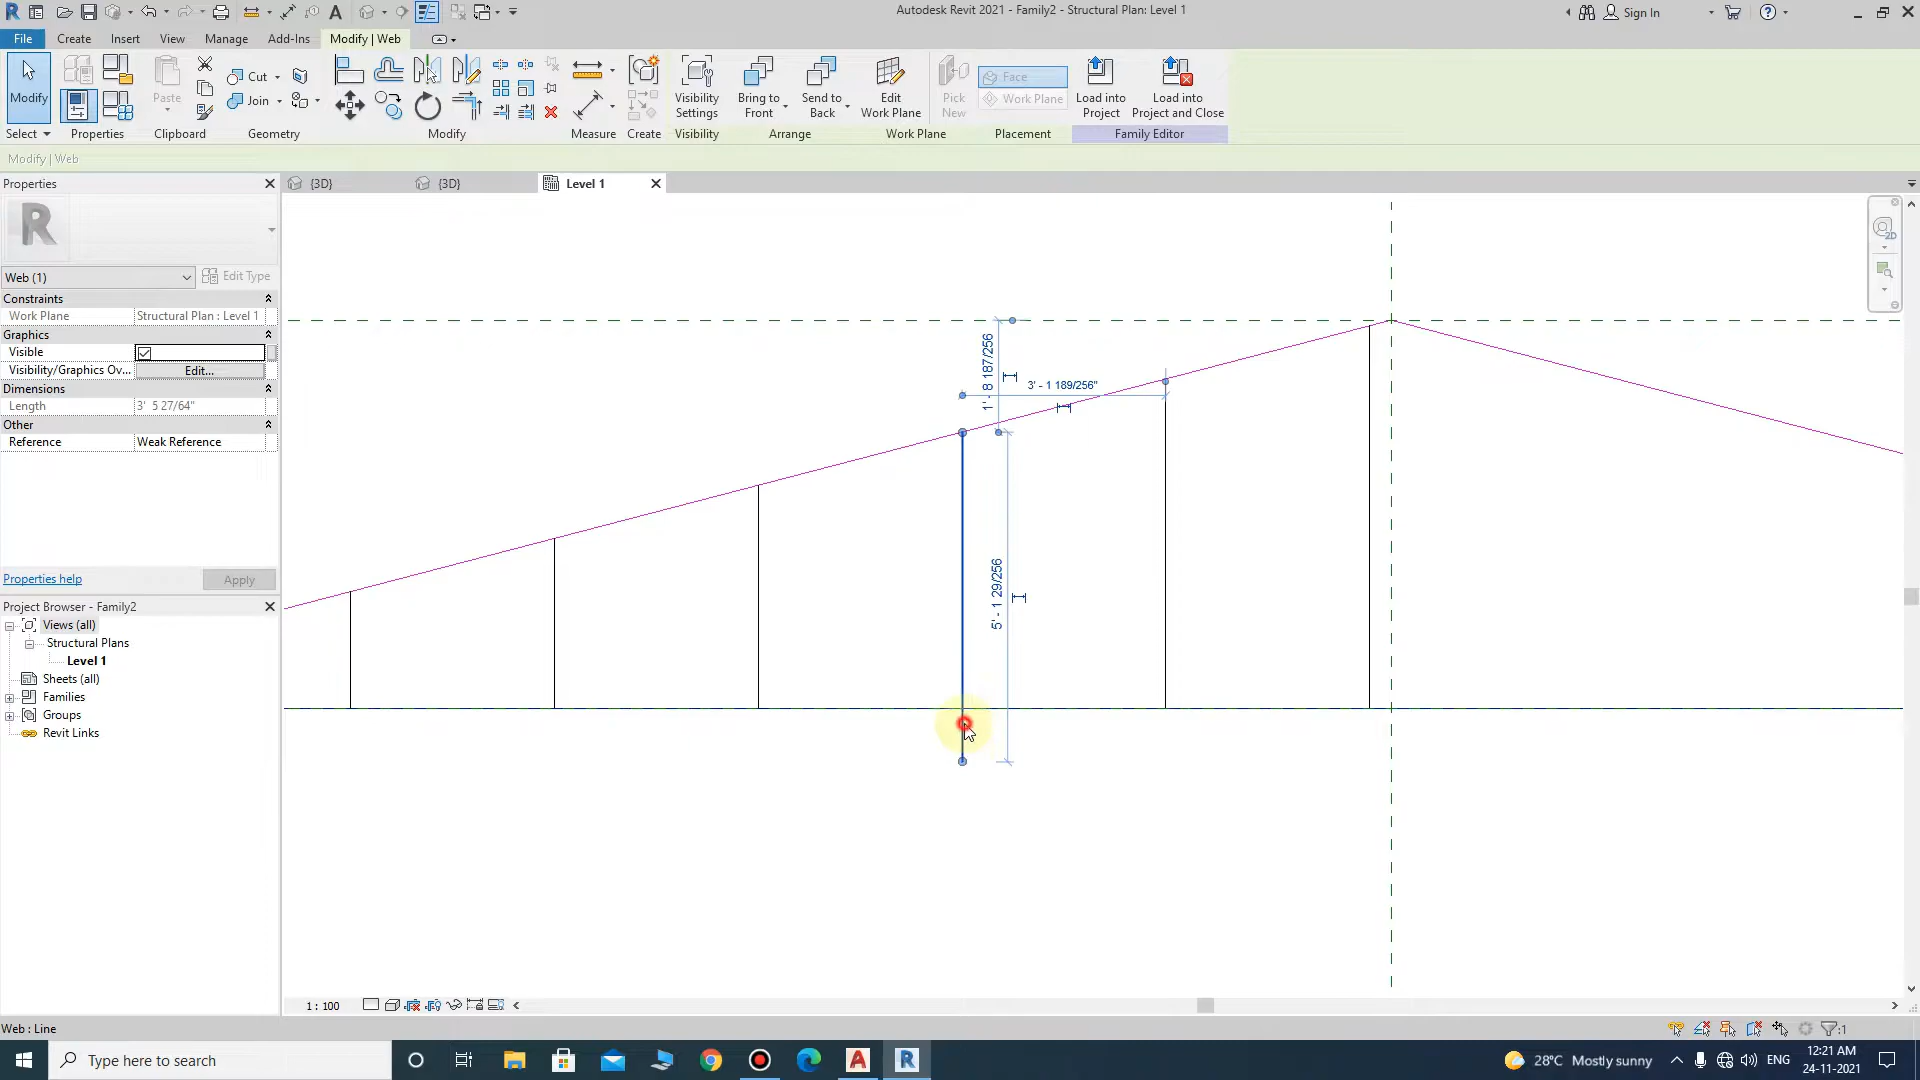 Autodesk Revit 2021 - Family2 - Structural Plan: Level 1
Sign In
File Create Insert View Manage Add-Ins Modify | Web
Modify
Paste
Cut
Join
Visibility Settings
Bring to Front
Send to Back
Edit Work Plane
Pick New
Face
Work Plane
Load into Project
Load into Project and Close
Select Properties Clipboard Geometry Modify Measure Create Visibility Arrange Work Plane Placement Family Editor
Modify | Web
Properties
{3D}
{3D}
Level 1
R
Web (1)
Edit Type
Constraints
Work Plane Structural Plan : Level 1
Graphics
Visible
Visibility/Graphics Ov... Edit...
Dimensions
Length 3' 5 27/64"
Other
Reference Weak Reference
Properties help
Apply
Project Browser - Family2
Views (all)
Structural Plans
Level 1
Sheets (all)
Families
Groups
Revit Links
1' - 8 187/256
3' - 1 189/256"
5' - 1 29/256
2D
1 : 100
Web : Line
:1
Type here to search
28°C Mostly sunny
ENG
12:21 AM
24-11-2021